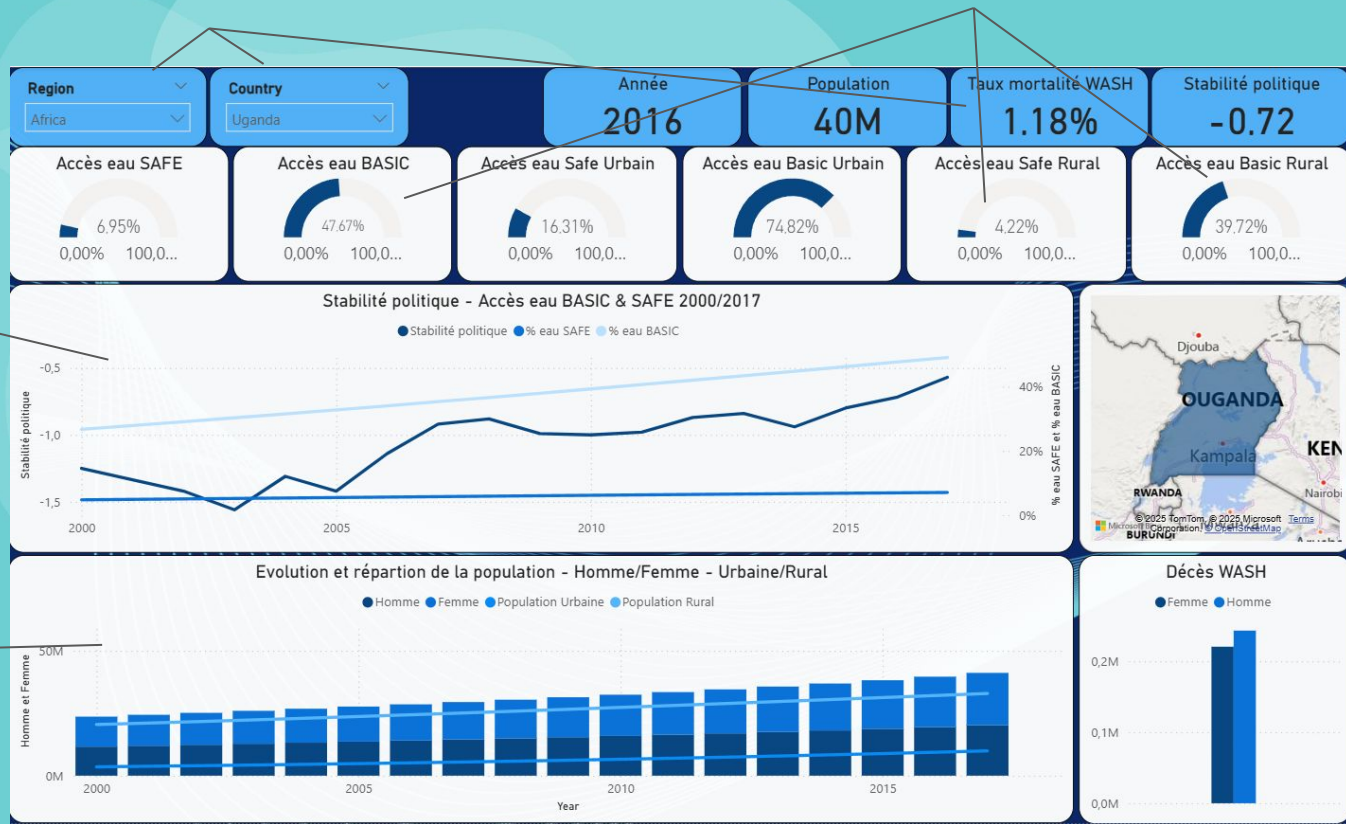 Region
Africa
Country
Uganda
Année
2016
Population
40M
Taux mortalité WASH
1.18%
Stabilité politique
-0,72
Accès eau SAFE
6.95%
0,00% 100,0...
Accès eau BASIC
47.67%
0,00% 100,0...
Accès eau Safe Urbain
16.31%
0,00% 100,0...
Accès eau Basic Urbain
74,82%
0,00% 100,0...
Accès eau Safe Rural
4.22%
0,00% 100,0...
Accès eau Basic Rural
39.72%
0,00% 100,0...
Stabilité politique - Accès eau BASIC & SAFE 2000/2017
Stabilité politique % eau SAFE % eau BASIC
Stabilité politique
-0,5
-1,0
-1,5
40%
20%
0%
% eau SAFE et % eau BASIC
2000 2005 2010 2015
Djouba
OUGANDA
Kampala
KEN
Nairobi
RWANDA
BURUNDI
Mwanza
Microsoft
© 2025 TomTom, © 2025 Microsoft Corporation, © OpenStreetMap Terms
Evolution et répartion de la population - Homme/Femme - Urbaine/Rural
Homme Femme Population Urbaine Population Rural
Homme et Femme
50M
0M
2000 2005 2010 2015
Year
Décès WASH
Femme Homme
0,2M
0,1M
0,0M